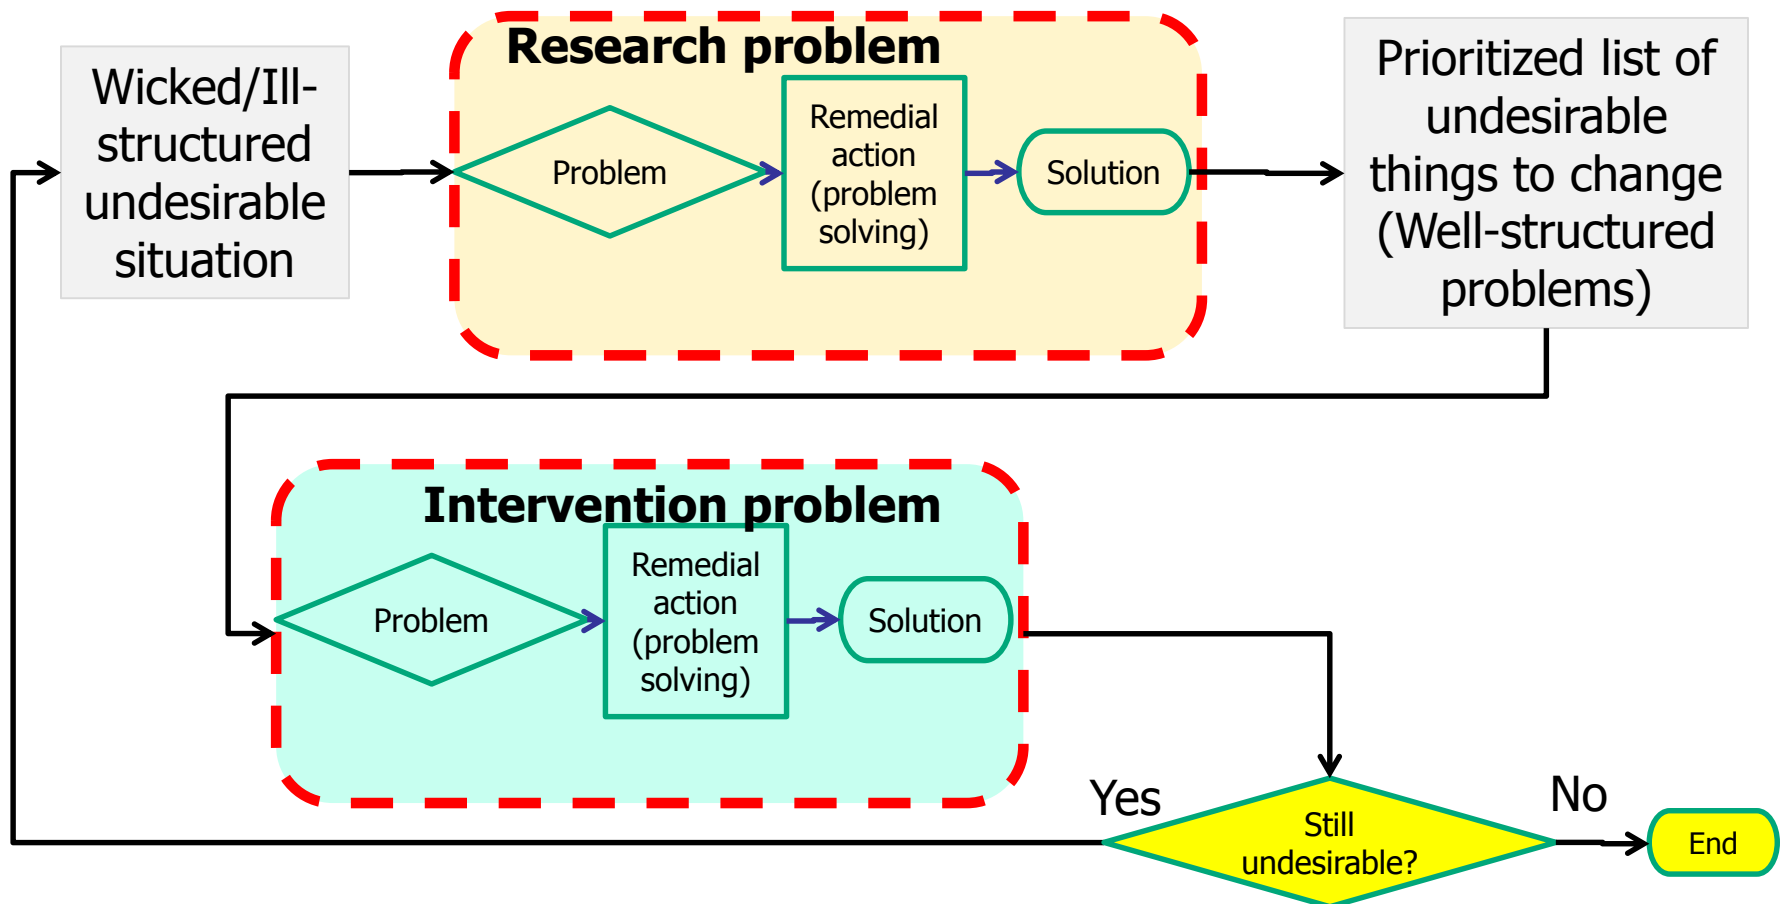 Wicked/Ill-
structured
undesirable
situation
Research problem
Problem
Remedial
action
(problem
solving)
Solution
Prioritized list of
undesirable
things to change
(Well-structured
problems)
Intervention problem
Problem
Remedial
action
(problem
solving)
Solution
Yes
Still
undesirable?
No
End